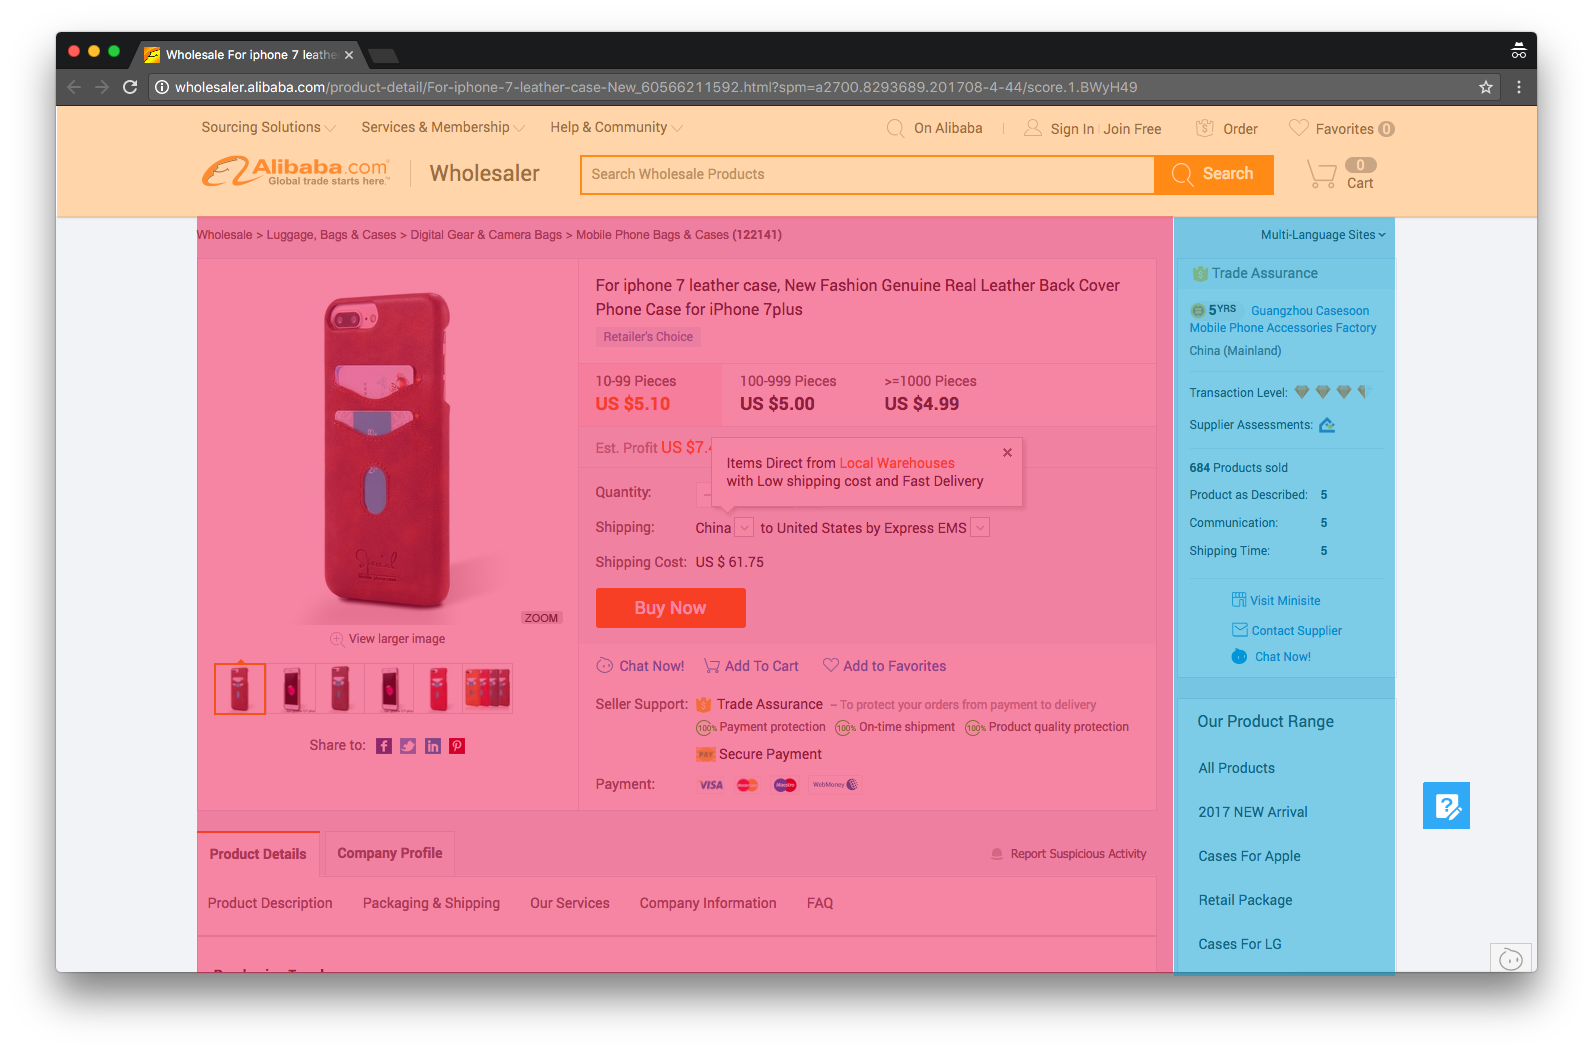 Wholesale For iphone 7 leathe
wholesaler.alibaba.com/product-detail/For-iphone-7-leather-case-New_60566211592.html?spm=a2700.8293689.201708-4-44/score.1.BWyH49
Sourcing Solutions Services & Membership Help & Community On Alibaba Sign In Join Free Order Favorites 0
Alibaba.com
Global trade starts here.™
Wholesaler
Search Wholesale Products
Search
0
Cart
Wholesale > Luggage, Bags & Cases > Digital Gear & Camera Bags > Mobile Phone Bags & Cases (122141)
For iphone 7 leather case, New Fashion Genuine Real Leather Back Cover
Phone Case for iPhone 7plus
Retailer's Choice
10-99 Pieces 100-999 Pieces >=1000 Pieces
US $5.10 US $5.00 US $4.99
Est. Profit US $7.
Items Direct from Local Warehouses
with Low shipping cost and Fast Delivery
Quantity:
Shipping: China to United States by Express EMS
Shipping Cost: US $ 61.75
Buy Now
ZOOM
View larger image
Share to:
Chat Now! Add To Cart Add to Favorites
Seller Support: Trade Assurance – To protect your orders from payment to delivery
100% Payment protection 100% On-time shipment 100% Product quality protection
PAY Secure Payment
Payment: VISA Maestro WebMoney
Product Details Company Profile Report Suspicious Activity
Product Description Packaging & Shipping Our Services Company Information FAQ
Multi-Language Sites
Trade Assurance
5 YRS Guangzhou Casesoon
Mobile Phone Accessories Factory
China (Mainland)
Transaction Level:
Supplier Assessments:
684 Products sold
Product as Described: 5
Communication: 5
Shipping Time: 5
Visit Minisite
Contact Supplier
Chat Now!
Our Product Range
All Products
2017 NEW Arrival
Cases For Apple
Retail Package
Cases For LG